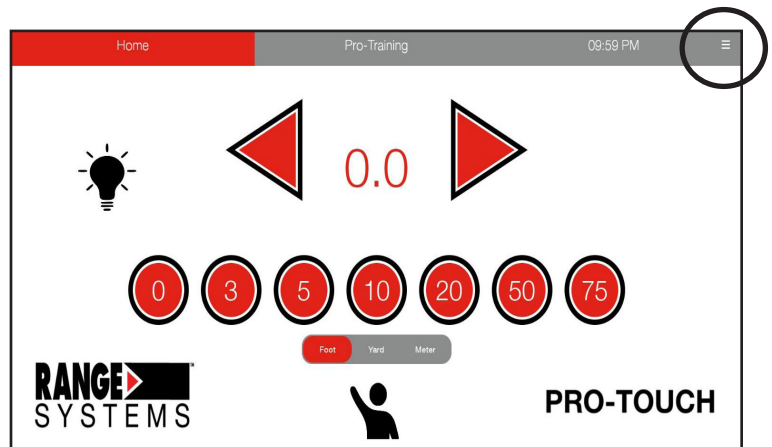 Home Pro-Training 09:59 PM
0.0
0 3 5 10 20 50 75
Foot Yard Meter
RANGE
SYSTEMS
PRO-TOUCH